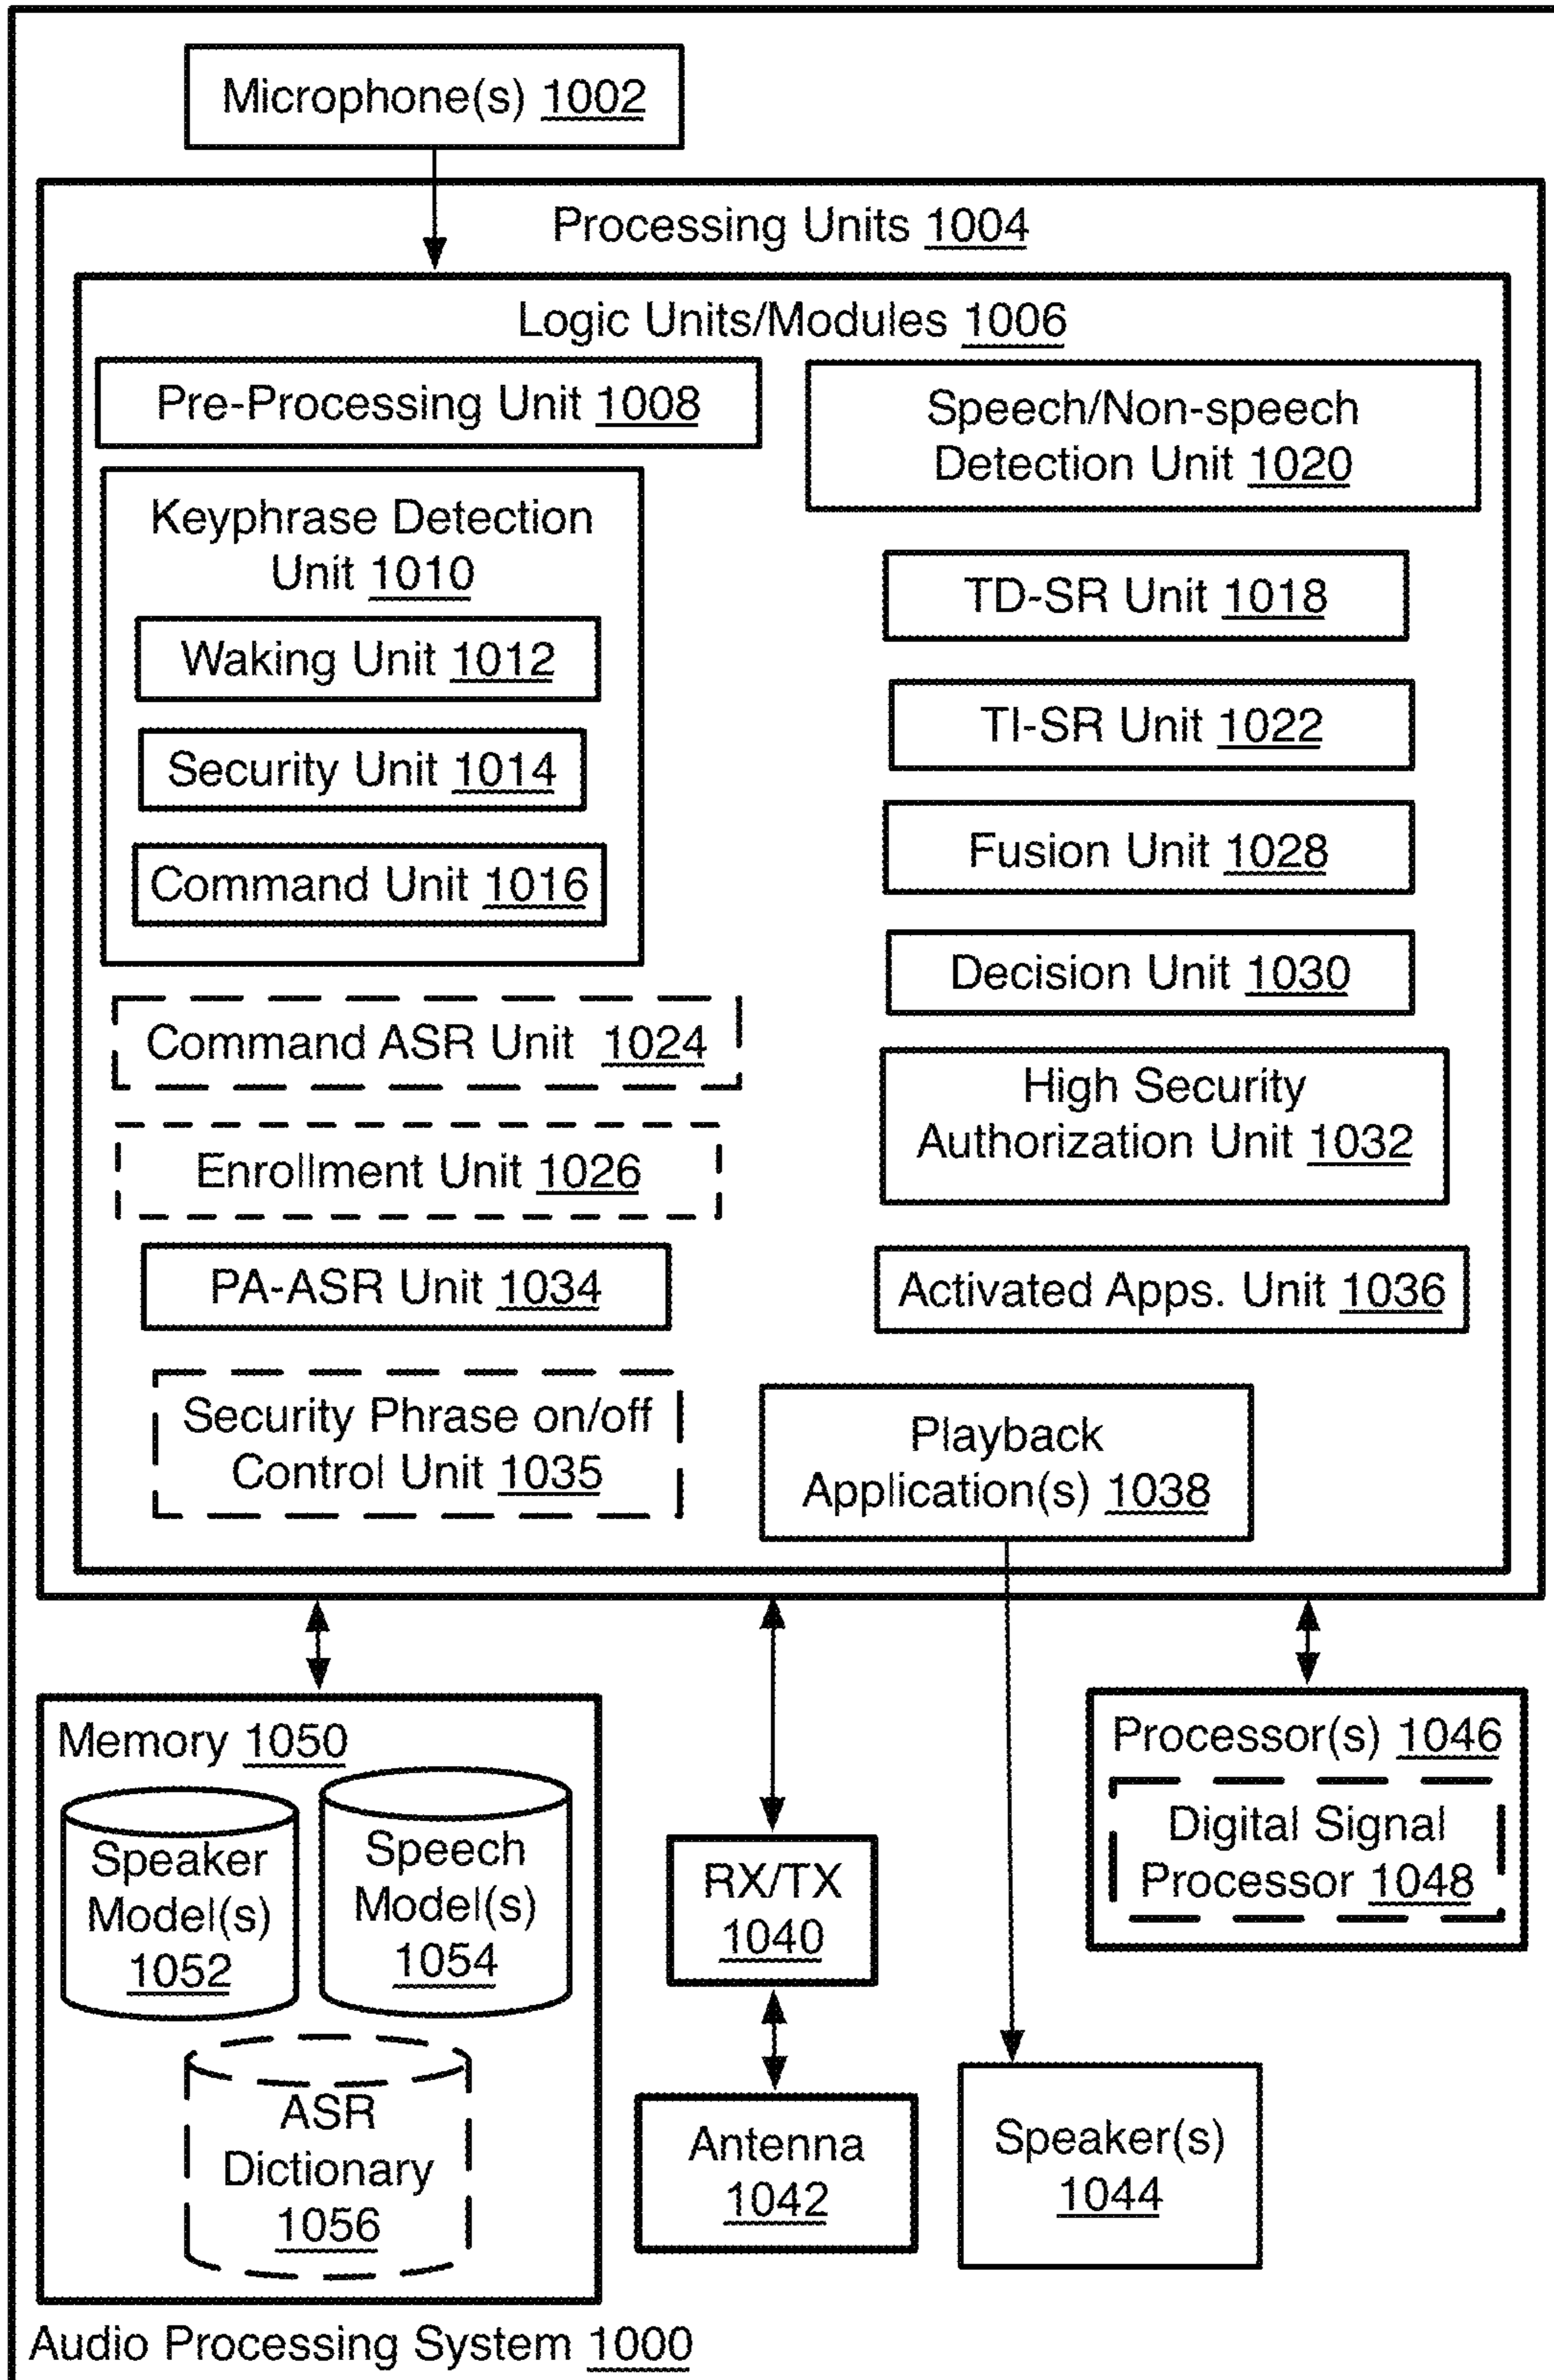 Microphone(s) 1002
Processing Units 1004
Logic Units/Modules 1006
Pre-Processing Unit 1008
Speech/Non-speech
Detection Unit 1020
Keyphrase Detection
Unit 1010
Waking Unit 1012
Security Unit 1014
Command Unit 1016
TD-SR Unit 1018
TI-SR Unit 1022
Fusion Unit 1028
Decision Unit 1030
Command ASR Unit 1024
High Security
Authorization Unit 1032
Enrollment Unit 1026
PA-ASR Unit 1034
Activated Apps. Unit 1036
Security Phrase on/off
Control Unit 1035
Playback
Application(s) 1038
Memory 1050
Speaker
Model(s)
1052
Speech
Model(s)
1054
ASR
Dictionary
1056
RX/TX
1040
Antenna
1042
Speaker(s)
1044
Processor(s) 1046
Digital Signal
Processor 1048
Audio Processing System 1000